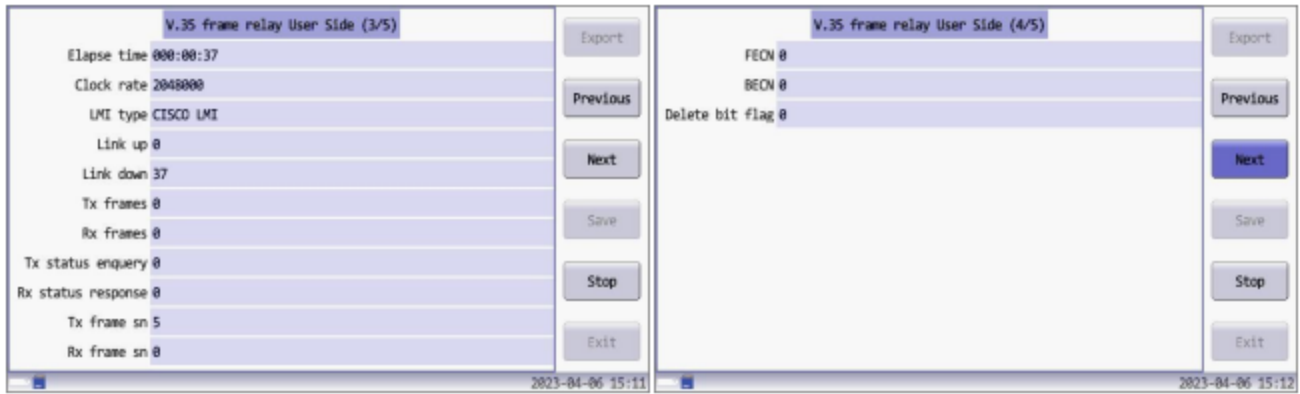 V.35 frame relay User Side (3/5)
Elapse time 000:00:37
Clock rate 2048000
LMI type CISCO LMI
Link up 0
Link down 37
Tx frames 0
Rx frames 0
Tx status enquery 0
Rx status response 0
Tx frame sn 5
Rx frame sn 0
Export
Previous
Next
Save
Stop
Exit
2023-04-06 15:11
V.35 frame relay User Side (4/5)
FECN 0
BECN 0
Delete bit flag 0
Export
Previous
Next
Save
Stop
Exit
2023-04-06 15:12